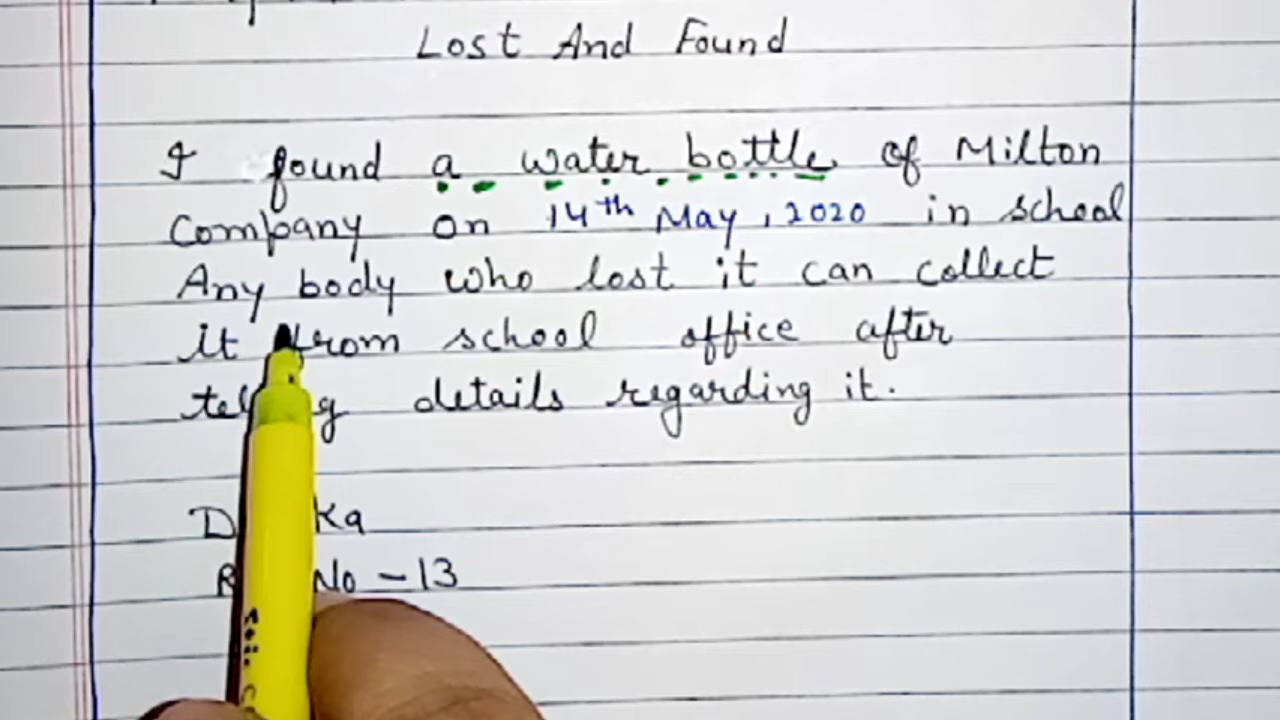 Lost And Found
I found a water bottle of Milton
Company on 14th May, 2020 in school
Any body who lost it can collect
it from school office after
details regarding it.
No - 13